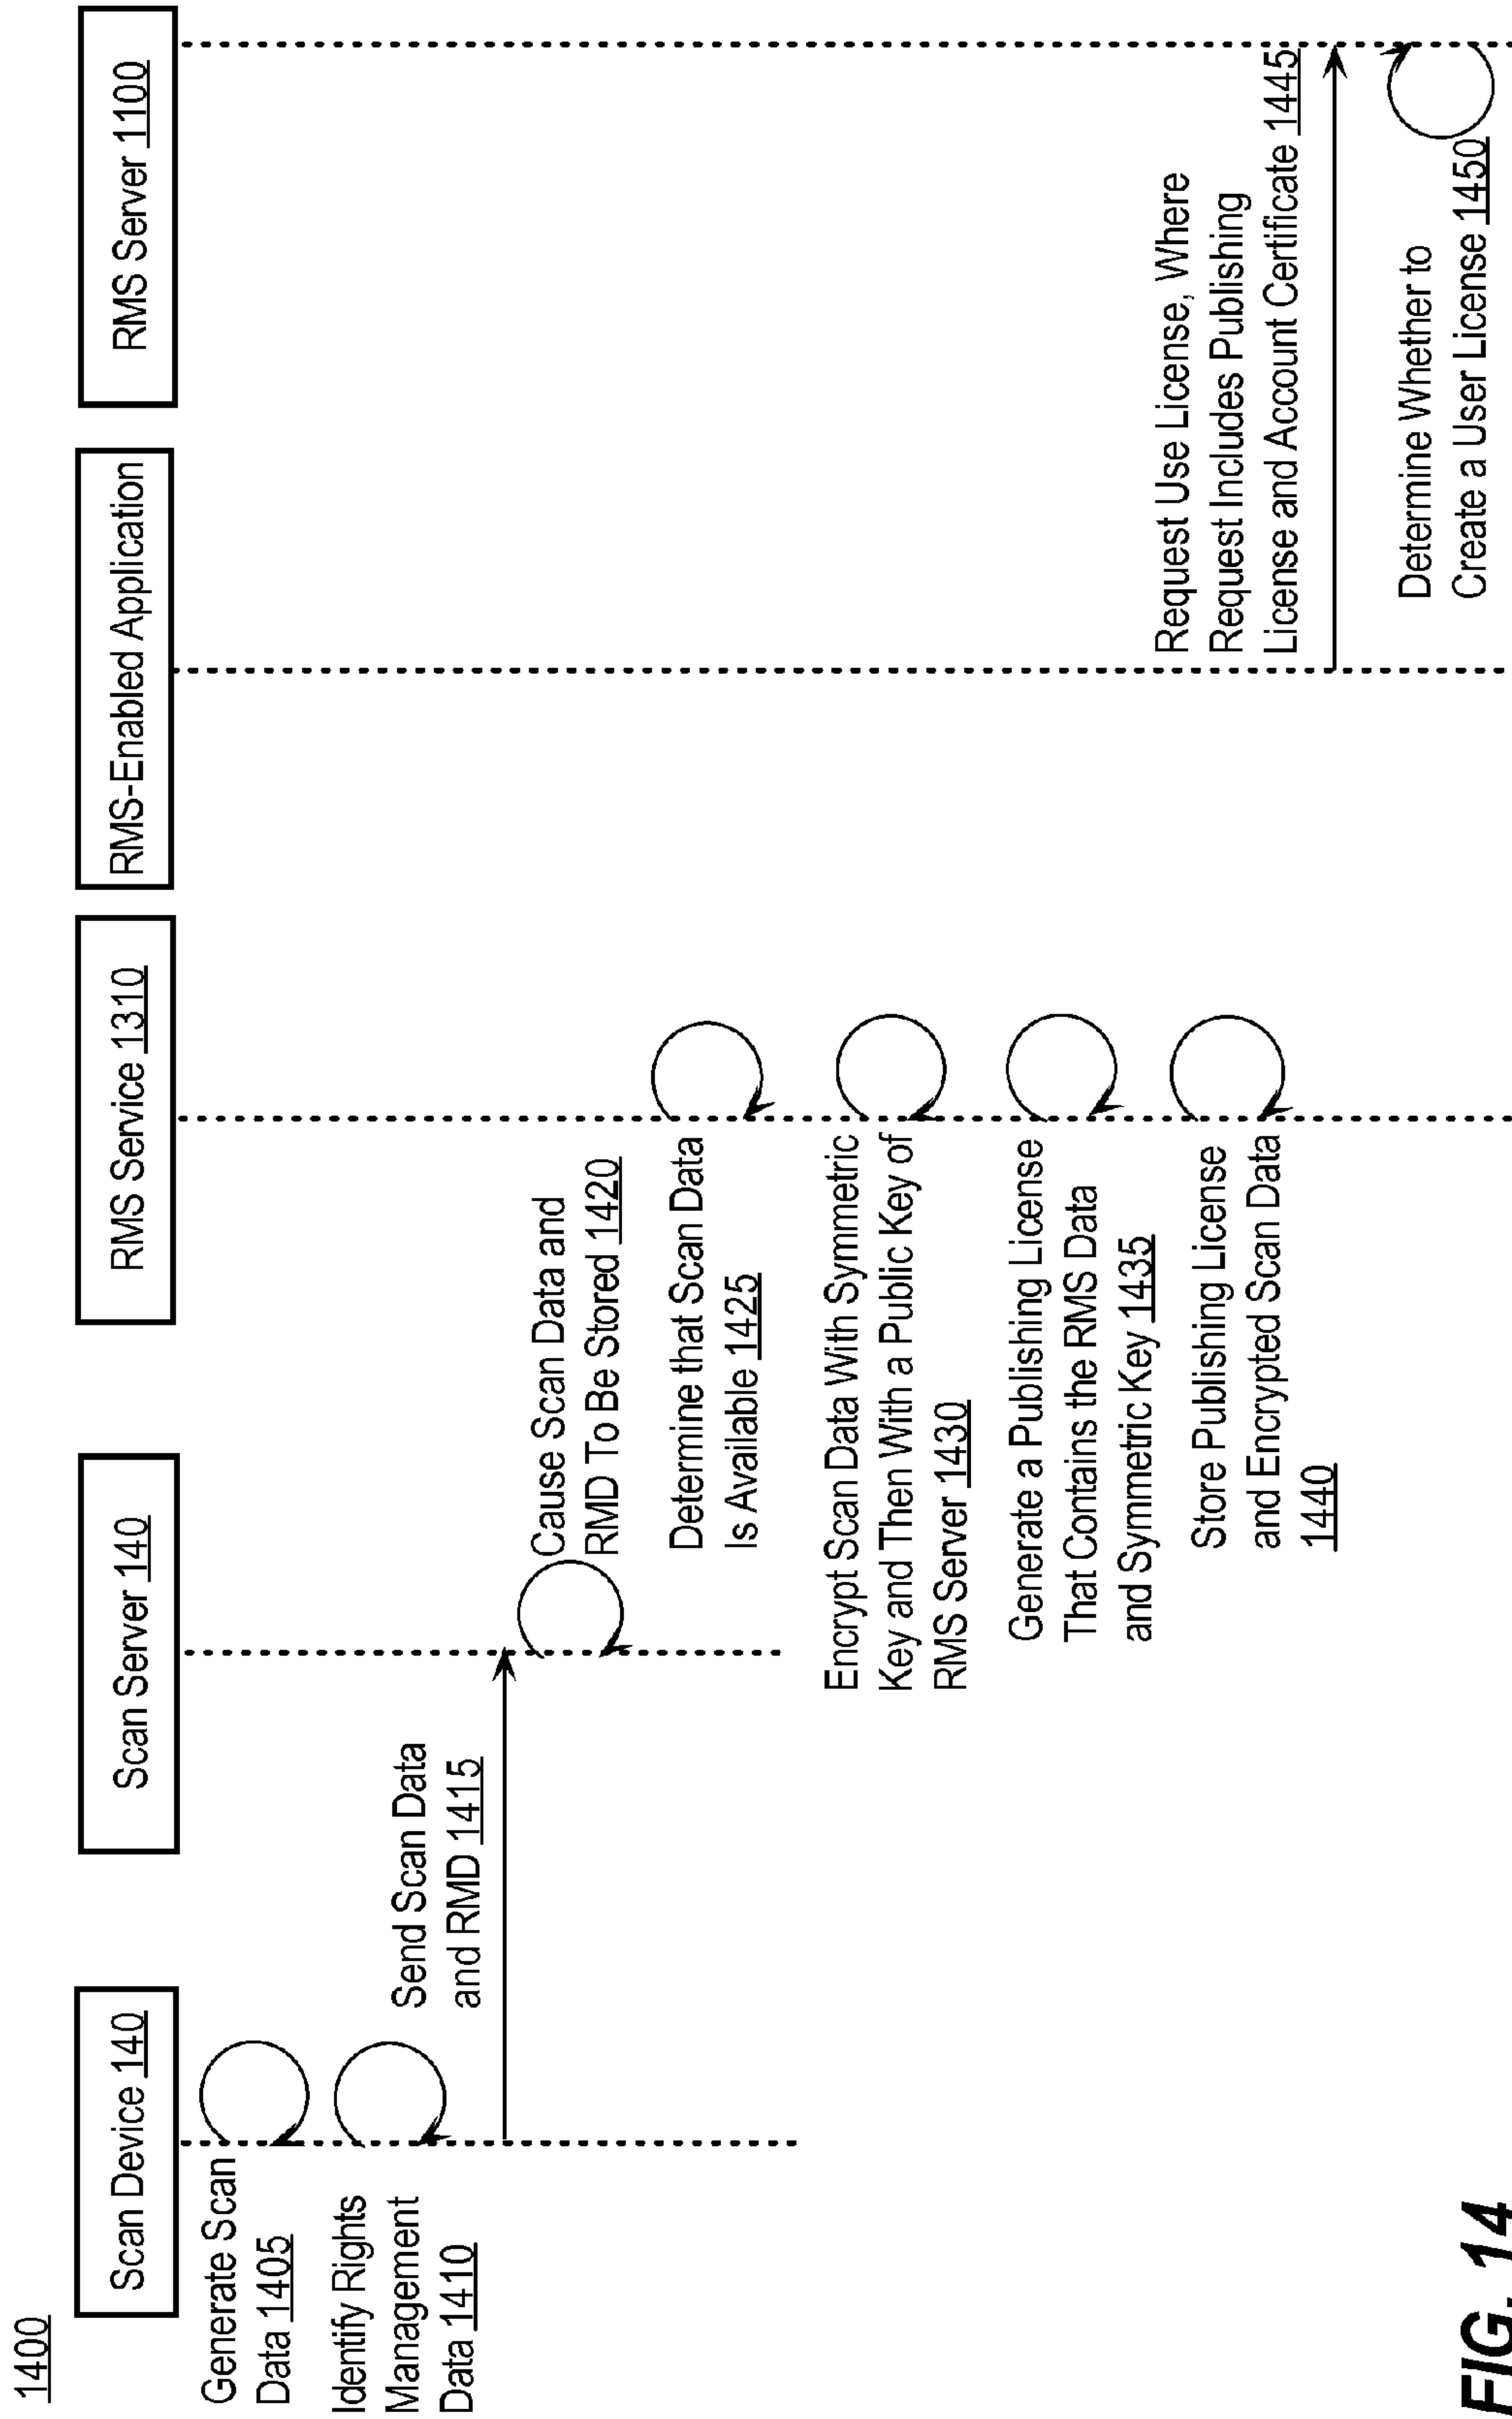 1400
Scan Device 140
Scan Server 140
RMS Service 1310
RMS-Enabled Application
RMS Server 1100
Generate Scan
Data 1405
Identify Rights
Management
Data 1410
Send Scan Data
and RMD 1415
Cause Scan Data and
RMD To Be Stored 1420
Determine that Scan Data
Is Available 1425
Encrypt Scan Data With Symmetric
Key and Then With a Public Key of
RMS Server 1430
Generate a Publishing License
That Contains the RMS Data
and Symmetric Key 1435
Store Publishing License
and Encrypted Scan Data
1440
Request Use License, Where
Request Includes Publishing
License and Account Certificate 1445
Determine Whether to
Create a User License 1450
FIG. 14